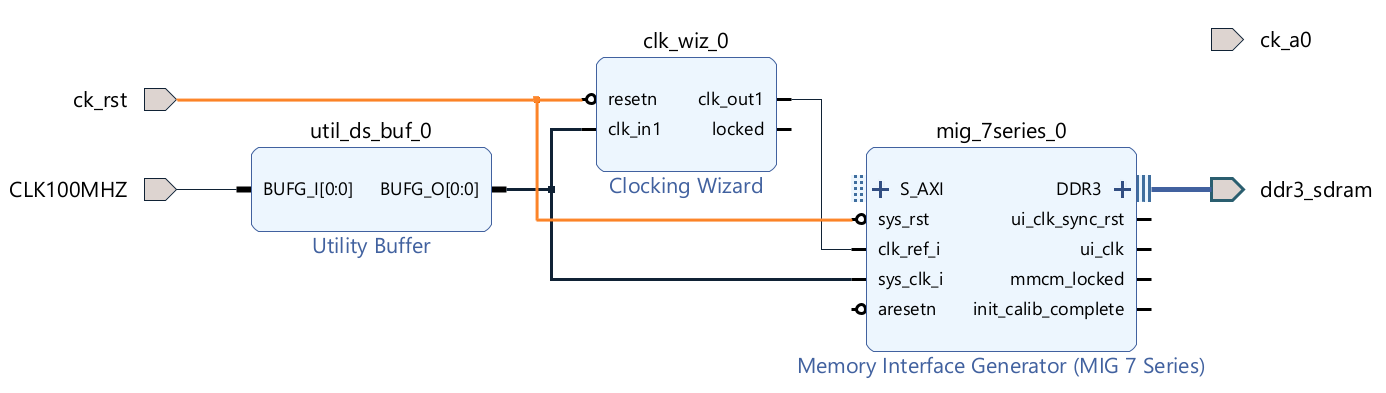 clk_wiz_0
ck_a0
ck_rst
resetn
clk_out1
clk_in1
locked
util_ds_buf_0
mig_7series_0
Clocking Wizard
CLK100MHZ
BUFG_I[0:0]
BUFG_O[0:0]
S_AXI
DDR3
ddr3_sdram
sys_rst
ui_clk_sync_rst
Utility Buffer
clk_ref_i
ui_clk
sys_clk_i
mmcm_locked
aresetn
init_calib_complete
Memory Interface Generator (MIG 7 Series)